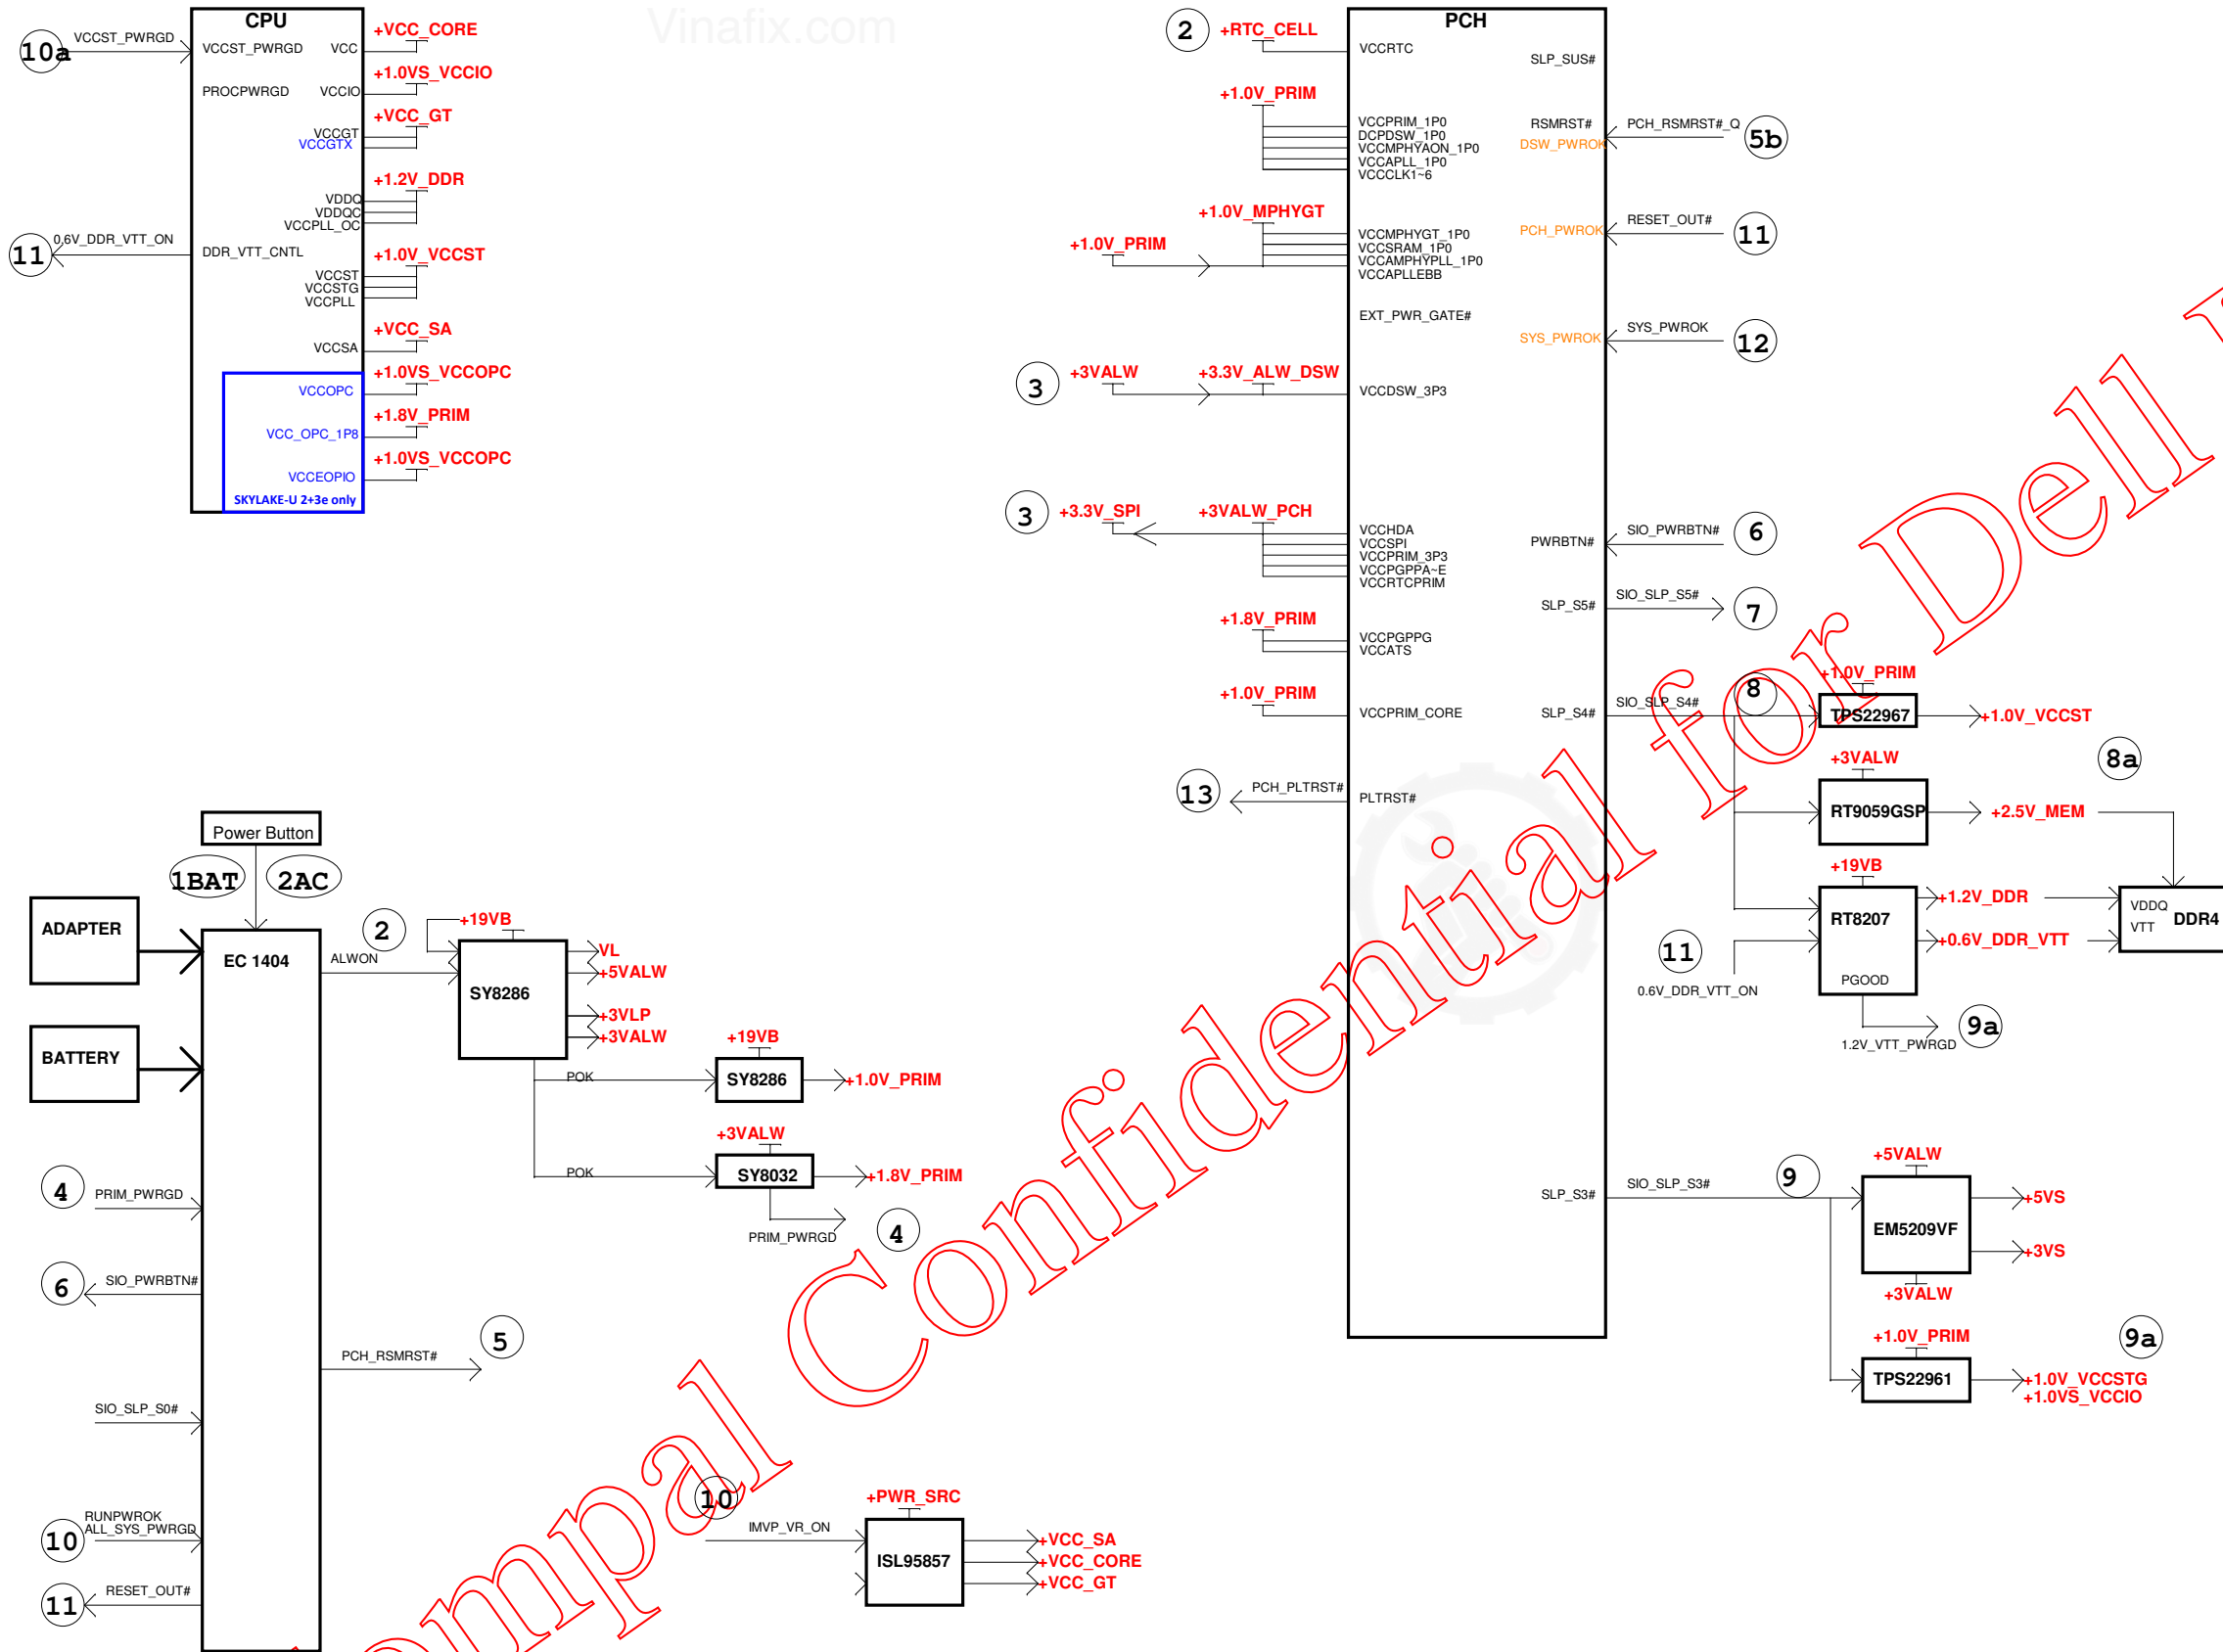 Vinafix.com
CPU
10a
VCCST_PWRGD
VCCST_PWRGD
VCC
+VCC_CORE
PROCPWRGD
VCCIO
+1.0VS_VCCIO
VCCGT
VCCGTX
+VCC_GT
VDDQ
VDDQC
VCCPLL_OC
+1.2V_DDR
11
0.6V_DDR_VTT_ON
DDR_VTT_CNTL
VCCST
VCCSTG
VCCPLL
+1.0V_VCCST
VCCSA
+VCC_SA
VCCOPC
+1.0VS_VCCOPC
VCC_OPC_1P8
+1.8V_PRIM
VCCEOPIO
+1.0VS_VCCOPC
SKYLAKE-U 2+3e only
PCH
2
+RTC_CELL
VCCRTC
SLP_SUS#
+1.0V_PRIM
VCCPRIM_1P0
DCPDSW_1P0
VCCMPHYAON_1P0
VCCAPLL_1P0
VCCCLK1~6
RSMRST#
DSW_PWROK
PCH_RSMRST#_Q
5b
+1.0V_MPHYGT
+1.0V_PRIM
VCCMPHYGT_1P0
VCCSRAM_1P0
VCCAMPHYPLL_1P0
VCCAPLLEBB
PCH_PWROK
RESET_OUT#
11
EXT_PWR_GATE#
SYS_PWROK
SYS_PWROK
12
3
+3VALW
+3.3V_ALW_DSW
VCCDSW_3P3
3
+3.3V_SPI
+3VALW_PCH
VCCHDA
VCCSPI
VCCPRIM_3P3
VCCPGPPA~E
VCCRTCPRIM
PWRBTN#
SIO_PWRBTN#
6
SLP_S5#
SIO_SLP_S5#
7
+1.8V_PRIM
VCCPGPPG
VCCATS
+1.0V_PRIM
VCCPRIM_CORE
SLP_S4#
SIO_SLP_S4#
8
+1.0V_PRIM
TPS22967
+1.0V_VCCST
8a
+3VALW
RT9059GSP
+2.5V_MEM
13
PCH_PLTRST#
PLTRST#
+19VB
RT8207
PGOOD
+1.2V_DDR
+0.6V_DDR_VTT
VDDQ
VTT
DDR4
11
0.6V_DDR_VTT_ON
9a
1.2V_VTT_PWRGD
SLP_S3#
SIO_SLP_S3#
9
+5VALW
EM5209VF
+5VS
+3VS
+3VALW
9a
+1.0V_PRIM
TPS22961
+1.0V_VCCSTG
+1.0VS_VCCIO
Power Button
1BAT
2AC
ADAPTER
BATTERY
EC 1404
2
ALWON
+19VB
SY8286
VL
+5VALW
+3VLP
+3VALW
POK
+19VB
SY8286
+1.0V_PRIM
POK
+3VALW
SY8032
+1.8V_PRIM
PRIM_PWRGD
4
4
PRIM_PWRGD
6
SIO_PWRBTN#
PCH_RSMRST#
5
SIO_SLP_S0#
10
RUNPWROK
ALL_SYS_PWRGD
11
RESET_OUT#
10
IMVP_VR_ON
+PWR_SRC
ISL95857
+VCC_SA
+VCC_CORE
+VCC_GT
ompal Confidential for Dell